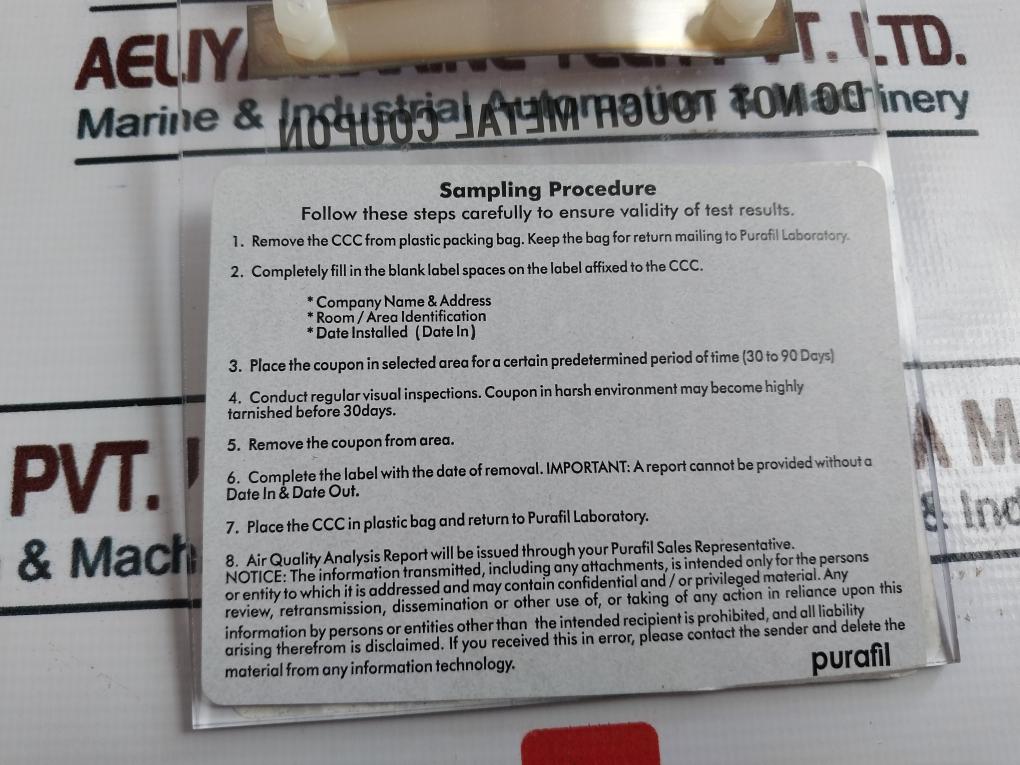 AELIYA MARINE TECH PVT. LTD.
Marine & Industrial Automation & Machinery
DO NOT TOUCH METAL COUPON
Sampling Procedure
Follow these steps carefully to ensure validity of test results.
1. Remove the CCC from plastic packing bag. Keep the bag for return mailing to Purafil Laboratory.
2. Completely fill in the blank label spaces on the label affixed to the CCC.
* Company Name & Address
* Room / Area Identification
* Date Installed (Date In)
3. Place the coupon in selected area for a certain predetermined period of time (30 to 90 Days)
4. Conduct regular visual inspections. Coupon in harsh environment may become highly
tarnished before 30days.
5. Remove the coupon from area.
6. Complete the label with the date of removal. IMPORTANT: A report cannot be provided without a
Date In & Date Out.
7. Place the CCC in plastic bag and return to Purafil Laboratory.
8. Air Quality Analysis Report will be issued through your Purafil Sales Representative.
NOTICE: The information transmitted, including any attachments, is intended only for the persons
or entity to which it is addressed and may contain confidential and / or privileged material. Any
review, retransmission, dissemination or other use of, or taking of any action in reliance upon this
information by persons or entities other than the intended recipient is prohibited, and all liability
arising therefrom is disclaimed. If you received this in error, please contact the sender and delete the
material from any information technology.
purafil
PVT.
& Mach
A M
& Ind